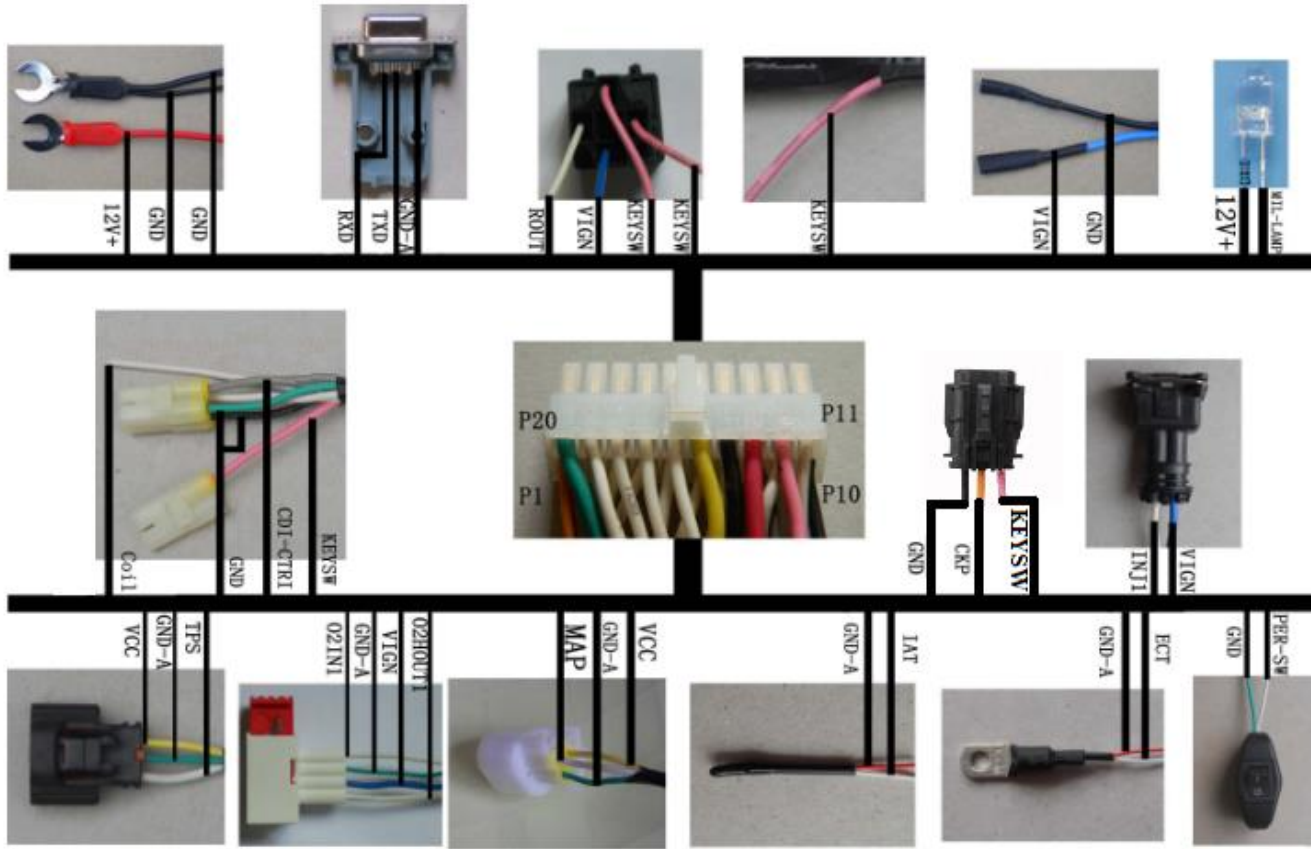 12V+
GND
GND
RXD
TXD
GND-A
ROUT
VIGN
KEYSW
KEYSW
KEYSW
VIGN
GND
12V+
MIL-LAMP
P20
P11
P1
P10
Coil
GND
CDI-CTRI
KEYSW
GND
CKP
KEYSW
INJ1
VIGN
VCC
GND-A
TPS
O2IN1
GND-A
VIGN
O2HOUT1
MAP
GND-A
VCC
GND-A
IAT
GND-A
ECT
GND
PER-SW